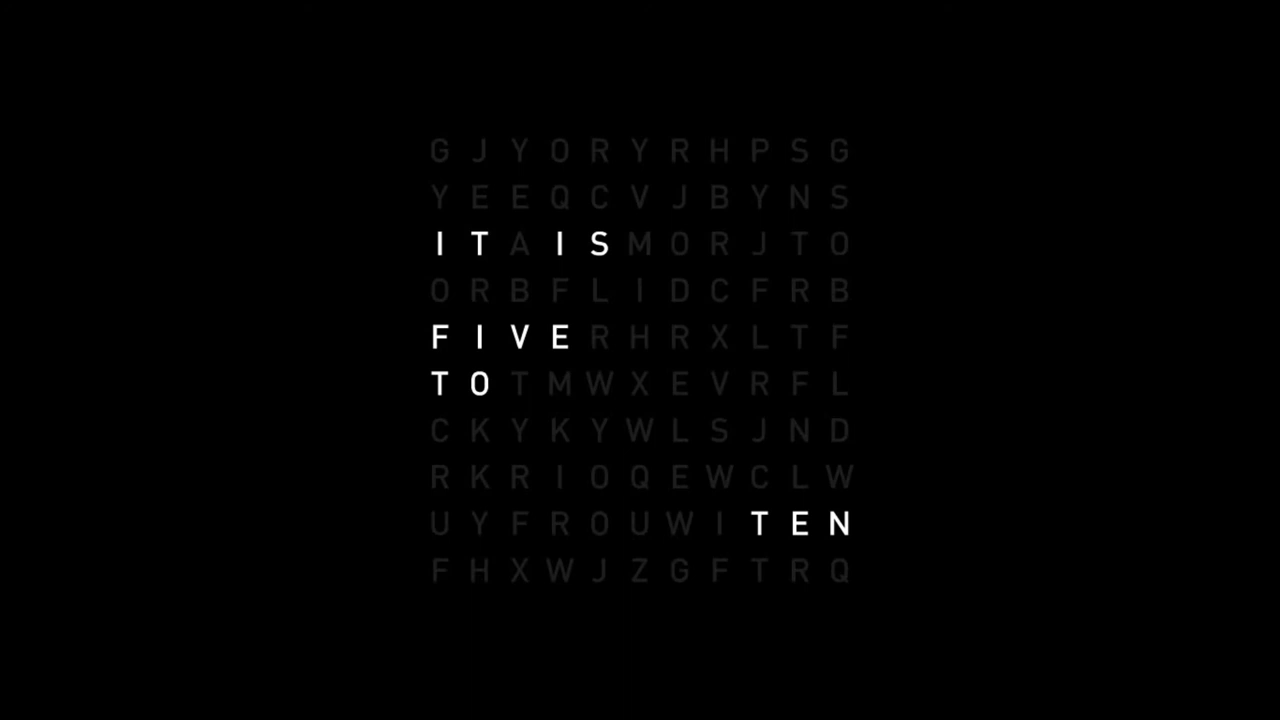 G J Y O R Y R H P S G
Y E E Q C V J B Y N S
I T A I S M O R J T O
O R B F L I D C F R B
F I V E R H R X L T F
T O T M W X E V R F L
C K Y K Y W L S J N D
R K R I O Q E W C L W
U Y F R O U W I T E N
F H X W J Z G F T R Q